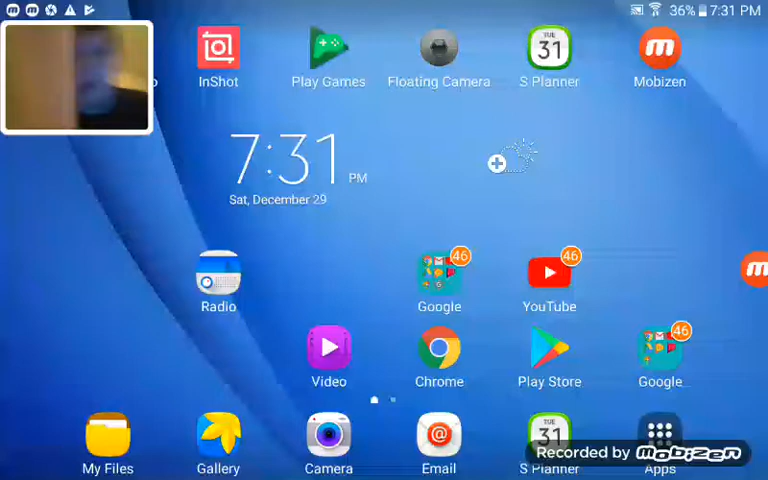 36% 7:31 PM
InShot
Play Games
Floating Camera
TUE
31
S Planner
Mobizen
7:31 PM
Sat, December 29
Radio
46
Google
46
YouTube
Video
Chrome
Play Store
46
Google
My Files
Gallery
Camera
@
Email
31
S Planner
Apps
Recorded by mobizen